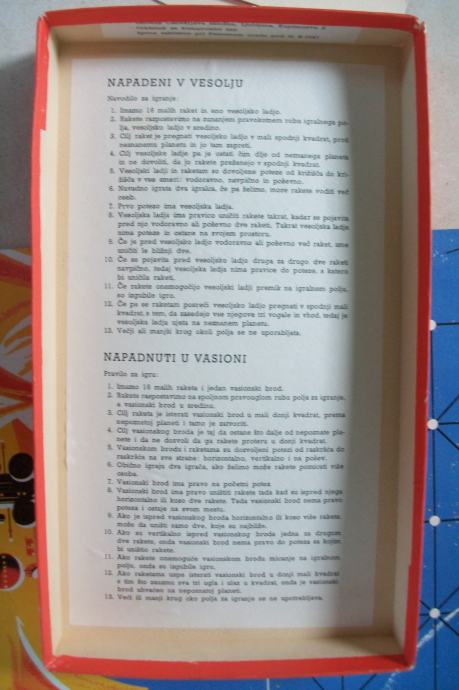 NAPADENI V VESOLJU
Navodilo za igranje:
1. Imamo 16 malih raket in eno vesoljsko ladjo.
2. Rakete razpostavimo na zunanjem pravokotnem robu igralnega po-
lja, vesoljsko ladjo v sredino.
3. Cilj raket je pregnati vesoljsko ladjo v mali spodnji kvadrat, proti
neznanemu planetu in jo tam zapreti.
4. Cilj vesoljske ladje pa je ostati čim dlje od neznanega planeta
in ne dovoliti, da jo rakete preženejo v spodnji kvadrat.
5. Vesoljski ladji in raketam so dovoljene poteze od križišča do kri-
žišča v vse smeri: vodoravno, navpično in poševno.
6. Navadno igrata dva igralca, če pa želimo, more rakete voditi več
oseb.
7. Prvo potezo ima vesoljska ladja.
8. Vesoljska ladja ima pravico uničiti rakete takrat, kadar se pojavita
pred njo vodoravno ali poševno dve raketi. Takrat vesoljska ladja
nima poteze in ostane na svojem prostoru.
9. Če je pred vesoljsko ladjo vodoravno ali poševno več raket, sme
uničiti le bližnji dve.
10. Če se pojavita pred vesoljsko ladjo druga za drugo dve raketi
navpično, tedaj vesoljska ladja nima pravice do poteze, s katero
bi uničila raketi.
11. Če rakete onemogočijo vesoljsko ladji premik na igralnem polju,
so izgubile igro.
12. Če pa se raketam posreči vesoljsko ladjo pregnati v spodnji mali
kvadrat, s tem, da zasedejo vse njegova tri vogale in vhod, tedaj je
vesoljska ladja ujeta na neznanem planetu.
13. Večji ali manjši krog okoli polja se ne uporabljata.
NAPADNUTI U VASIONI
Pravilo za igru:
1. Imamo 16 malih raketa i jedan vasionski brod.
2. Rakete razpostavimo na spoljnom pravouglom rubu polja za igranje,
a vasionski brod u sredinu.
3. Cilj raketa je isterati vasionski brod u mali donji kvadrat, prema
nepoznatoj planeti i tamo je zatvoriti.
4. Cilj vasionskog broda je taj da ostane što dalje od nepoznate pla-
nete i da ne dozvoli da ga rakete proteru u donji kvadrat.
5. Vasionskom brodu i raketama su dozvoljeni potezi od raskršća do
raskršća na sve strane: horizontalno, vertikalno i na pošev.
6. Obično igraju dva igrača, ako želimo može rakete pomicati više
osoba.
7. Vasionski brod ima pravo na početni potez
8. Vasionski brod ima pravo uništiti rakete tada kad su ispred njega
horizontalno ili koso dve rakete. Tada vasionski brod nema pravo
poteza i ostaje na svom mestu.
9. Ako je ispred vasionskog broda horizontalno ili koso više raketa,
može da uništi samo dve, koje su najbliže.
10. Ako su vertikalno ispred vasionskog broda jedna za drugom
dve rakete, onda vasionski brod nema pravo do poteza sa kojim
bi uništio rakete.
11. Ako rakete onemoguće vasionskom brodu micanje na igralnom
polju, onda su izgubile igru.
12. Ako raketama uspe isterati vasionski brod u donji mali kvadrat
s tim što zauzmu sva tri ugla i ulaz u kvadrat, onda je vasionski
brod uhvaćen na nepoznatoj planeti.
13. Veći ili manji krug oko polja za igranje se ne upotrebljava.